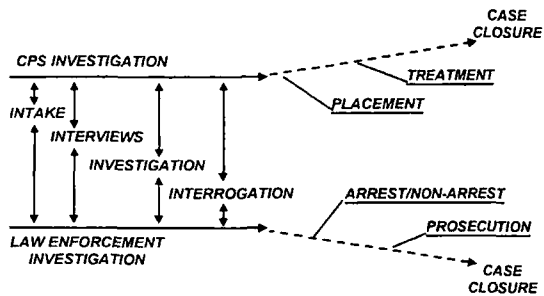 CASE
CLOSURE
CPS INVESTIGATION
TREATMENT
PLACEMENT
INTAKE
INTERVIEWS
INVESTIGATION
INTERROGATION
ARREST/NON-ARREST
PROSECUTION
LAW ENFORCEMENT
INVESTIGATION
CASE
CLOSURE